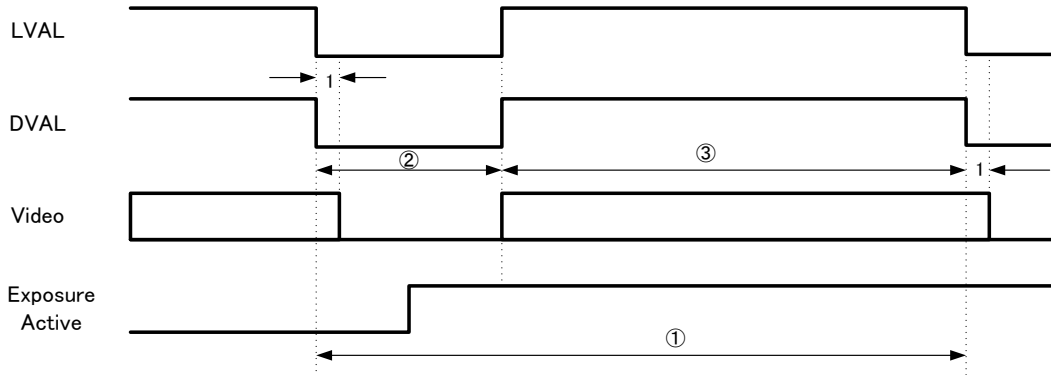 LVAL
1
DVAL
②
③
1
Video
Exposure
Active
①